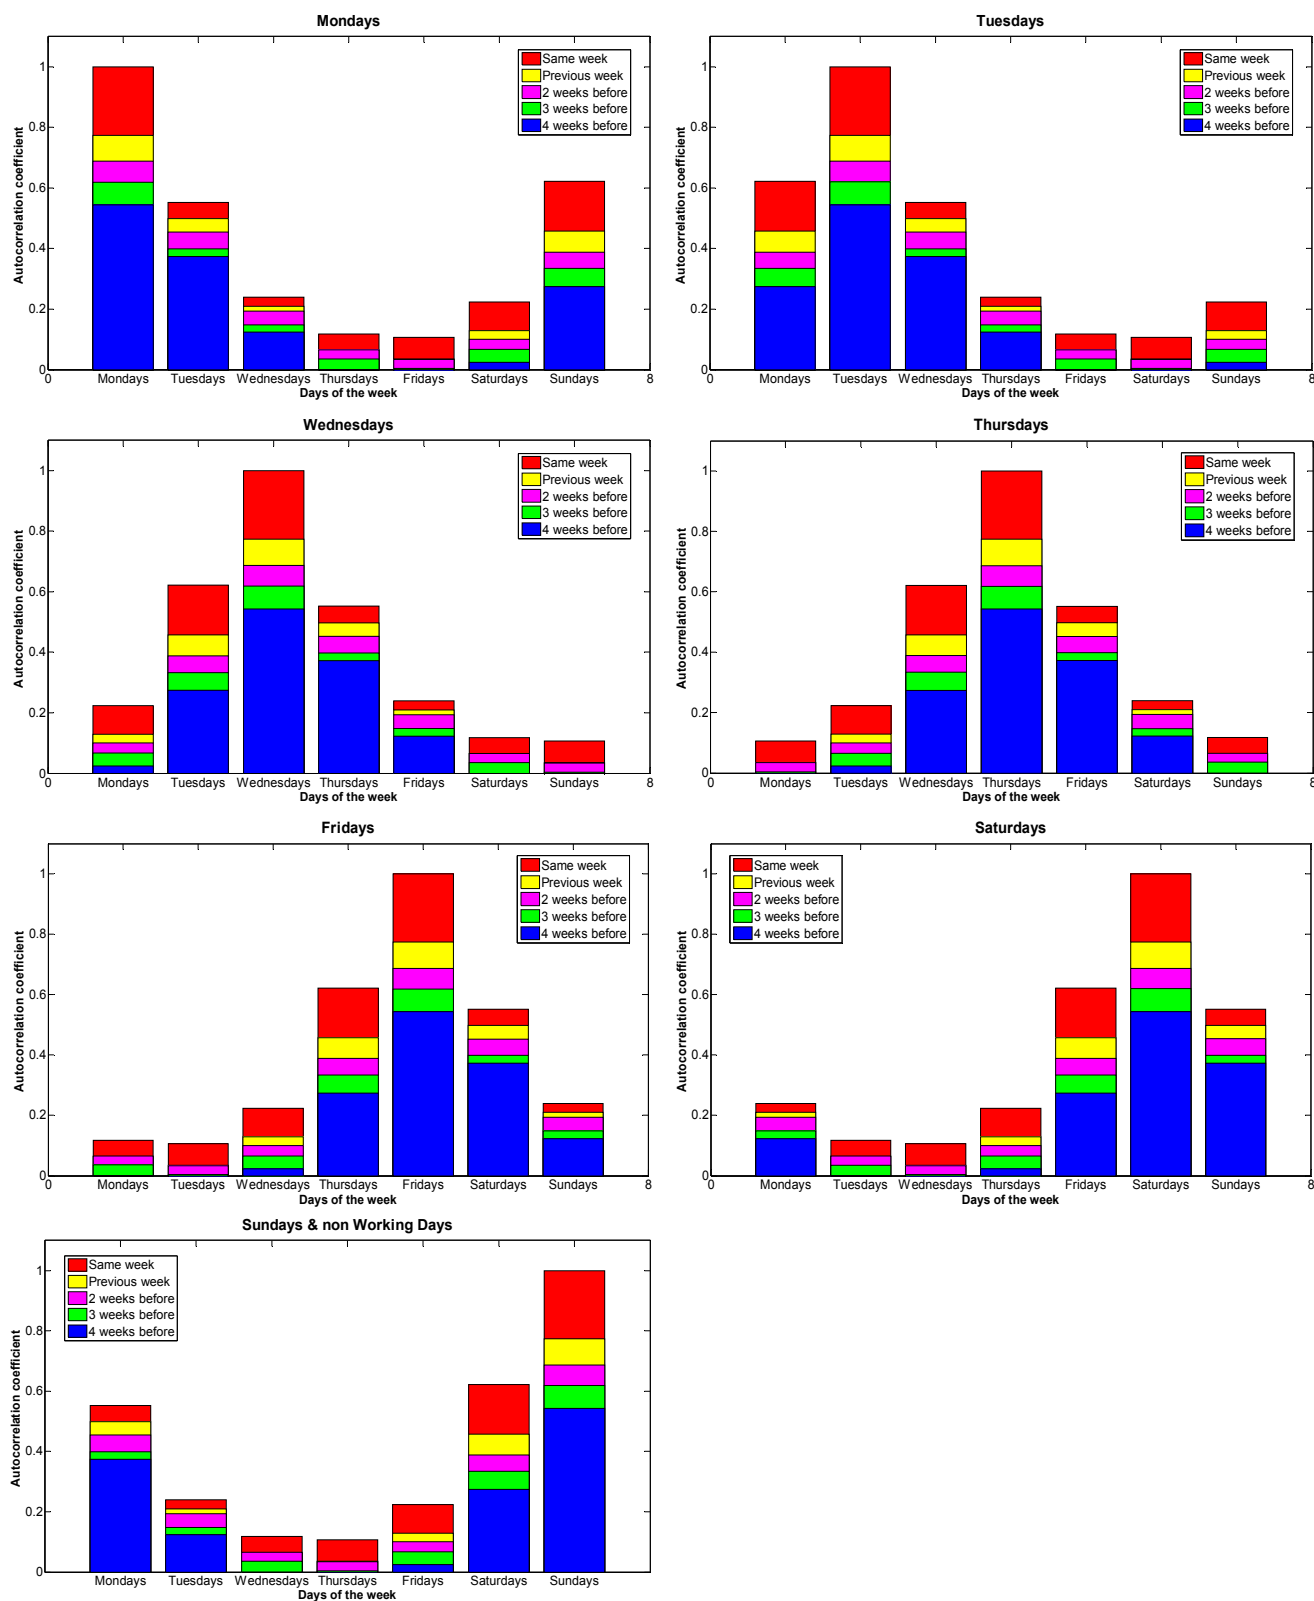 Mondays
Autocorrelation coefficient
1
0.8
0.6
0.4
0.2
0
Same week
Previous week
2 weeks before
3 weeks before
4 weeks before
0 Mondays Tuesdays Wednesdays Thursdays Fridays Saturdays Sundays 8
Days of the week
Tuesdays
Autocorrelation coefficient
1
0.8
0.6
0.4
0.2
0
Same week
Previous week
2 weeks before
3 weeks before
4 weeks before
0 Mondays Tuesdays Wednesdays Thursdays Fridays Saturdays Sundays 8
Days of the week
Wednesdays
Autocorrelation coefficient
1
0.8
0.6
0.4
0.2
0
Same week
Previous week
2 weeks before
3 weeks before
4 weeks before
0 Mondays Tuesdays Wednesdays Thursdays Fridays Saturdays Sundays 8
Days of the week
Thursdays
Autocorrelation coefficient
1
0.8
0.6
0.4
0.2
0
Same week
Previous week
2 weeks before
3 weeks before
4 weeks before
0 Mondays Tuesdays Wednesdays Thursdays Fridays Saturdays Sundays 8
Days of the week
Fridays
Autocorrelation coefficient
1
0.8
0.6
0.4
0.2
0
Same week
Previous week
2 weeks before
3 weeks before
4 weeks before
0 Mondays Tuesdays Wednesdays Thursdays Fridays Saturdays Sundays 8
Days of the week
Saturdays
Autocorrelation coefficient
1
0.8
0.6
0.4
0.2
0
Same week
Previous week
2 weeks before
3 weeks before
4 weeks before
0 Mondays Tuesdays Wednesdays Thursdays Fridays Saturdays Sundays 8
Days of the week
Sundays & non Working Days
Autocorrelation coefficient
1
0.8
0.6
0.4
0.2
0
Same week
Previous week
2 weeks before
3 weeks before
4 weeks before
Mondays Tuesdays Wednesdays Thursdays Fridays Saturdays Sundays
Days of the week